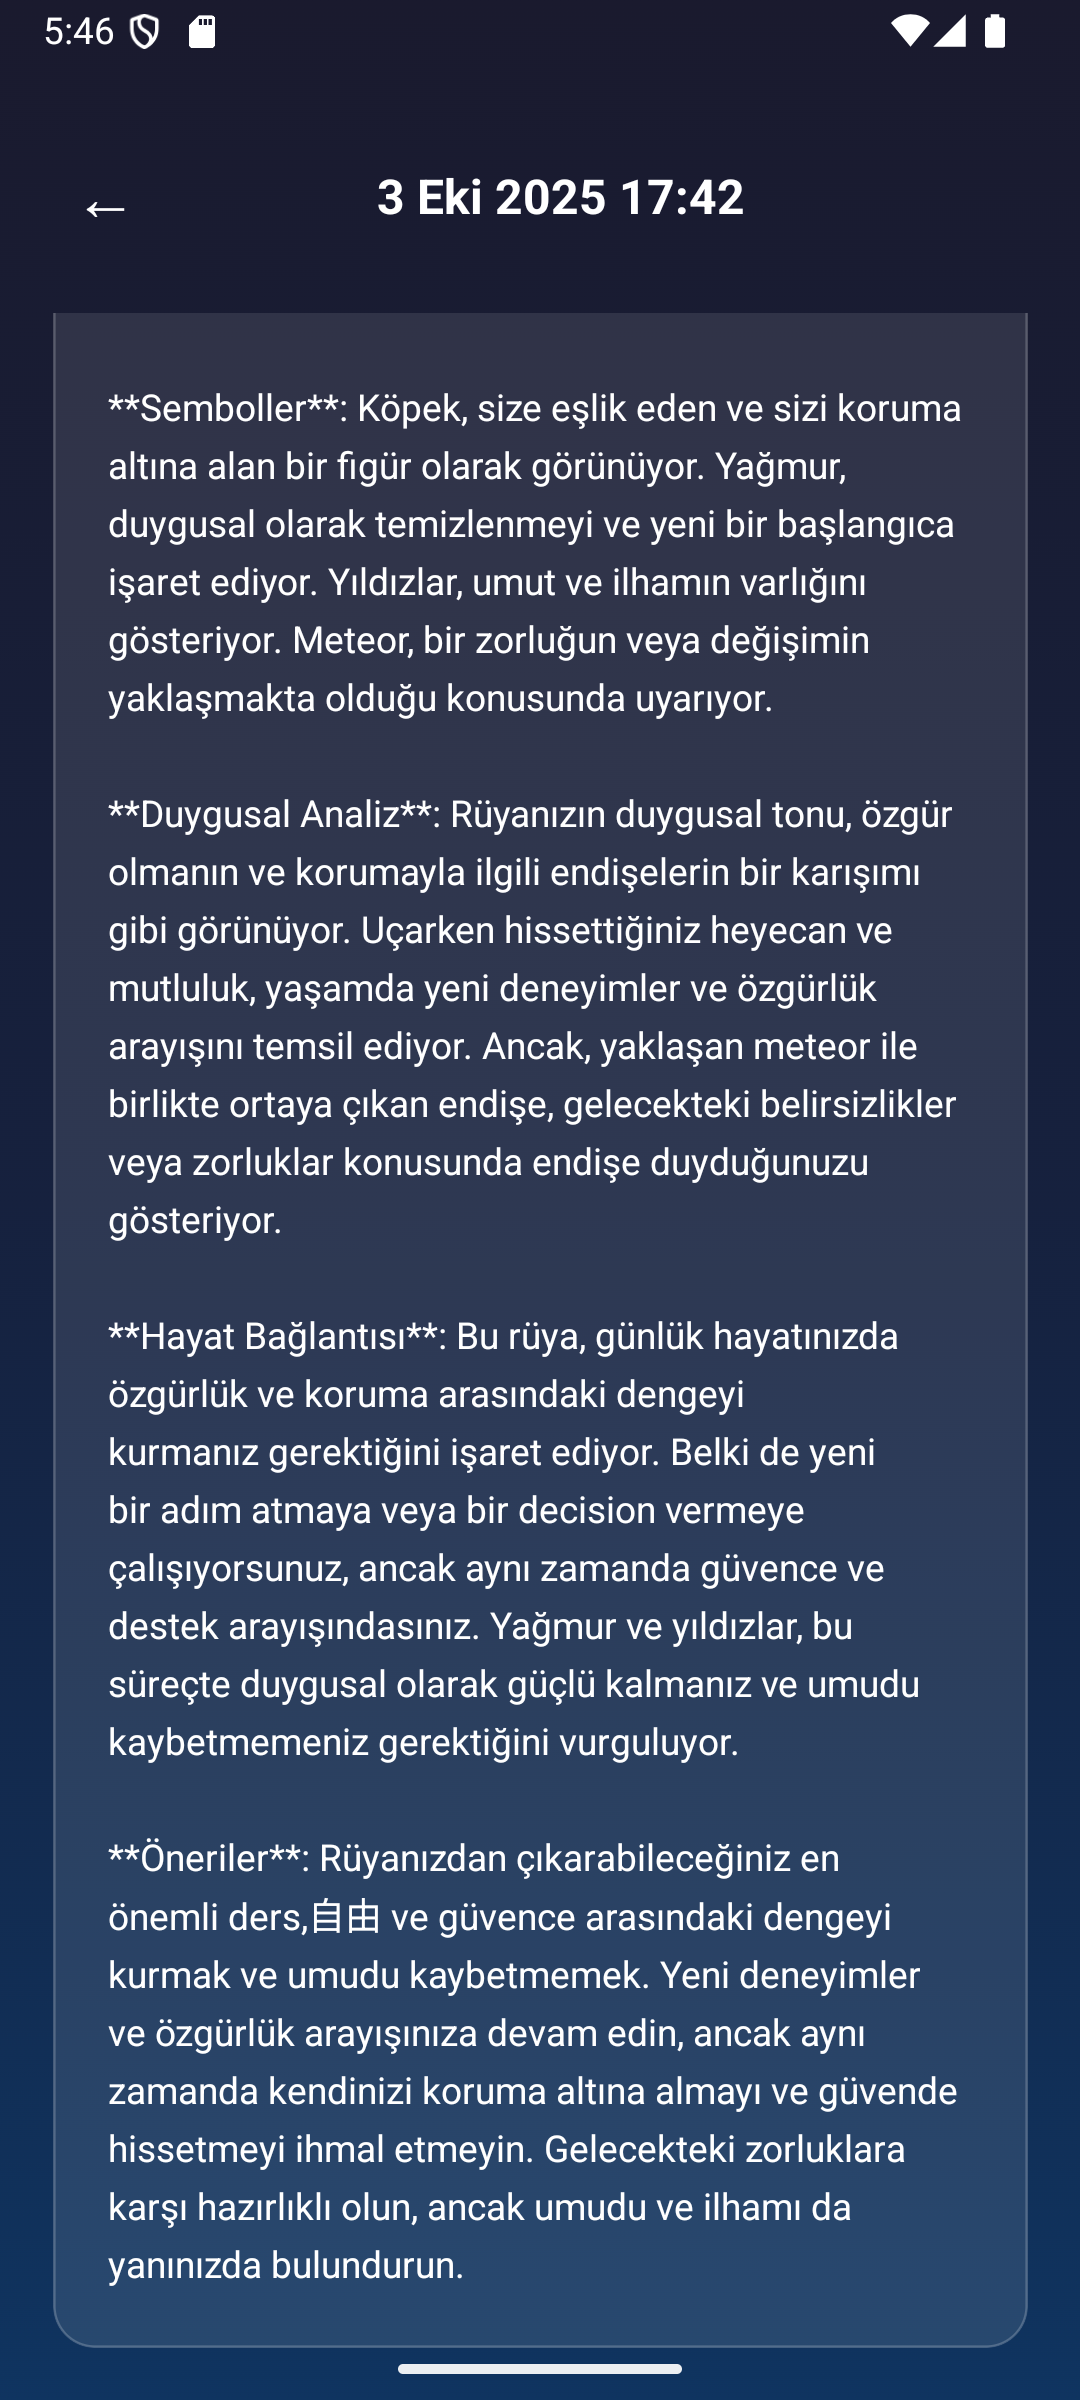 5:46
← 3 Eki 2025 17:42
**Semboller**: Köpek, size eşlik eden ve sizi koruma
altına alan bir figür olarak görünüyor. Yağmur,
duygusal olarak temizlenmeyi ve yeni bir başlangıca
işaret ediyor. Yıldızlar, umut ve ilhamın varlığını
gösteriyor. Meteor, bir zorluğun veya değişimin
yaklaşmakta olduğu konusunda uyarıyor.
**Duygusal Analiz**: Rüyanızın duygusal tonu, özgür
olmanın ve korumayla ilgili endişelerin bir karışımı
gibi görünüyor. Uçarken hissettiğiniz heyecan ve
mutluluk, yaşamda yeni deneyimler ve özgürlük
arayışını temsil ediyor. Ancak, yaklaşan meteor ile
birlikte ortaya çıkan endişe, gelecekteki belirsizlikler
veya zorluklar konusunda endişe duyduğunuzu
gösteriyor.
**Hayat Bağlantısı**: Bu rüya, günlük hayatınızda
özgürlük ve koruma arasındaki dengeyi
kurmanız gerektiğini işaret ediyor. Belki de yeni
bir adım atmaya veya bir decision vermeye
çalışıyorsunuz, ancak aynı zamanda güvence ve
destek arayışındasınız. Yağmur ve yıldızlar, bu
süreçte duygusal olarak güçlü kalmanız ve umudu
kaybetmemeniz gerektiğini vurguluyor.
**Öneriler**: Rüyanızdan çıkarabileceğiniz en
önemli ders,自由 ve güvence arasındaki dengeyi
kurmak ve umudu kaybetmemek. Yeni deneyimler
ve özgürlük arayışınıza devam edin, ancak aynı
zamanda kendinizi koruma altına almayı ve güvende
hissetmeyi ihmal etmeyin. Gelecekteki zorluklara
karşı hazırlıklı olun, ancak umudu ve ilhamı da
yanınızda bulundurun.